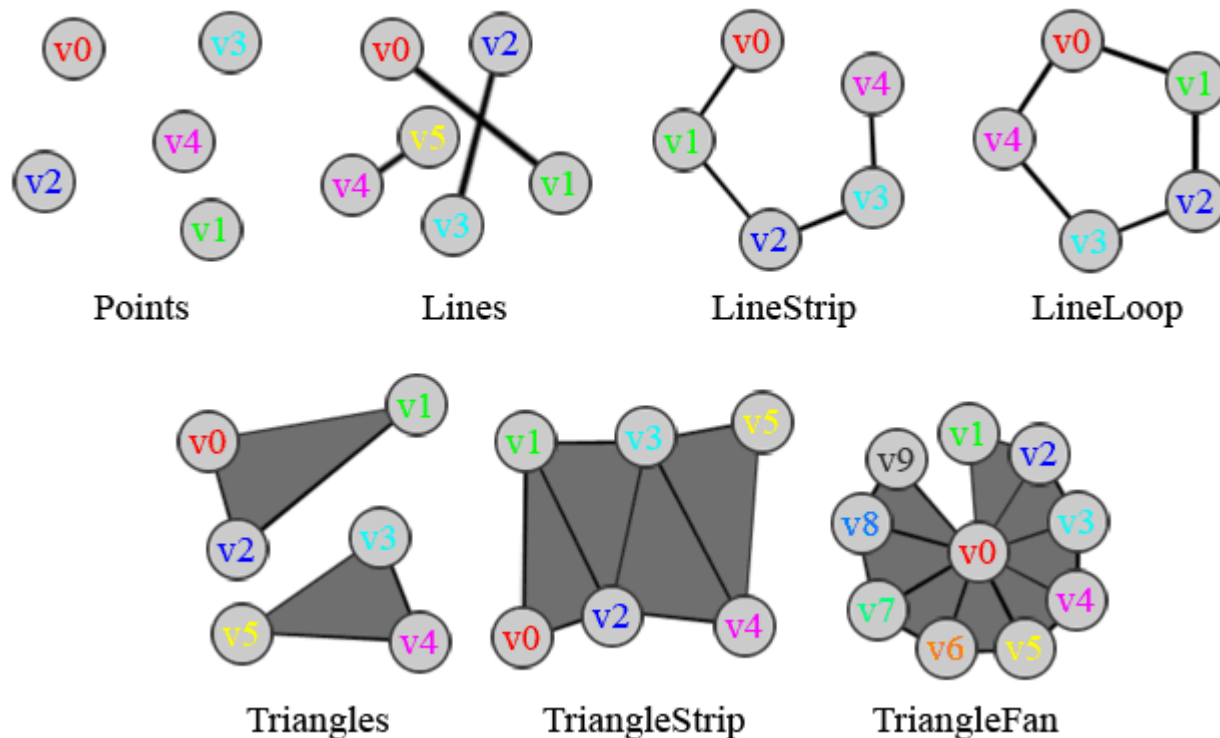 v0 v3 v4 v2 v1
v0 v2 v5 v4 v1 v3
v0 v4 v1 v3 v2
v0 v1 v4 v2 v3
Points Lines LineStrip LineLoop
v1 v0 v3 v2 v5 v4
v5 v1 v3 v2 v0 v4
v1 v2 v9 v3 v8 v0 v4 v7 v6 v5
Triangles TriangleStrip TriangleFan